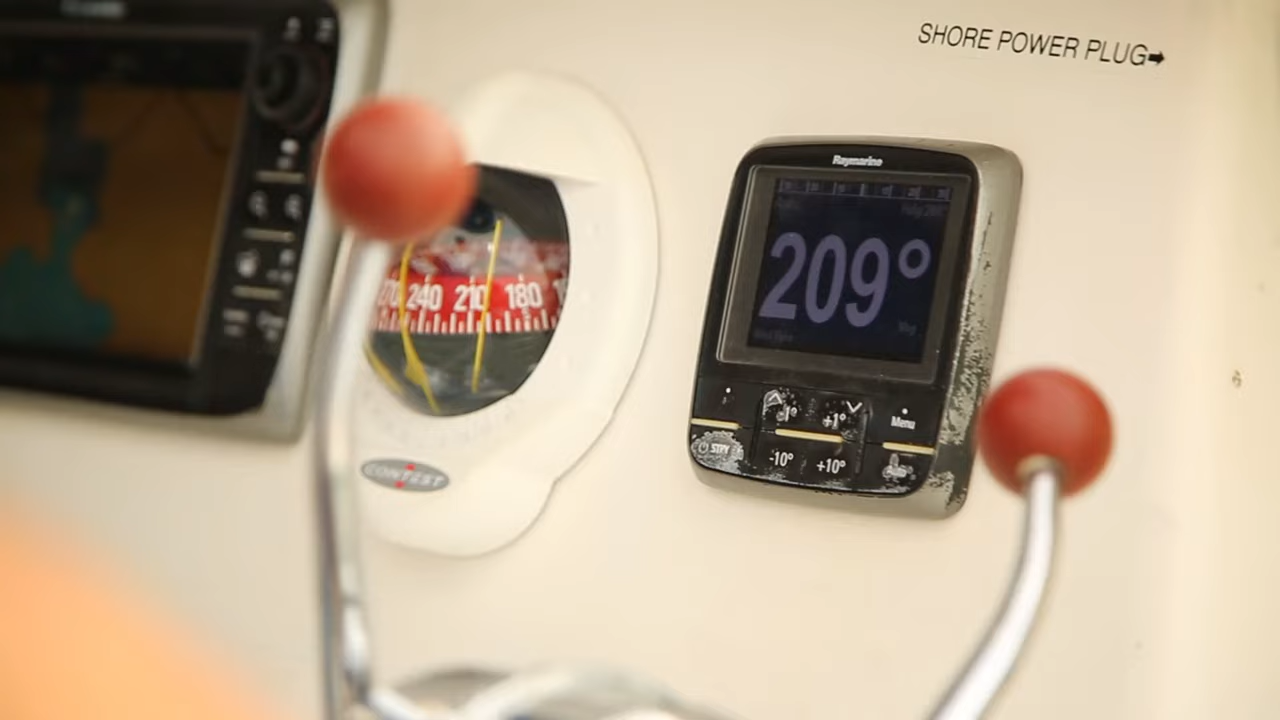 SHORE POWER PLUG➡
Raymarine
209°
240 210 180
-1° +1°
Menu
STBY
-10° +10°
CONTEST